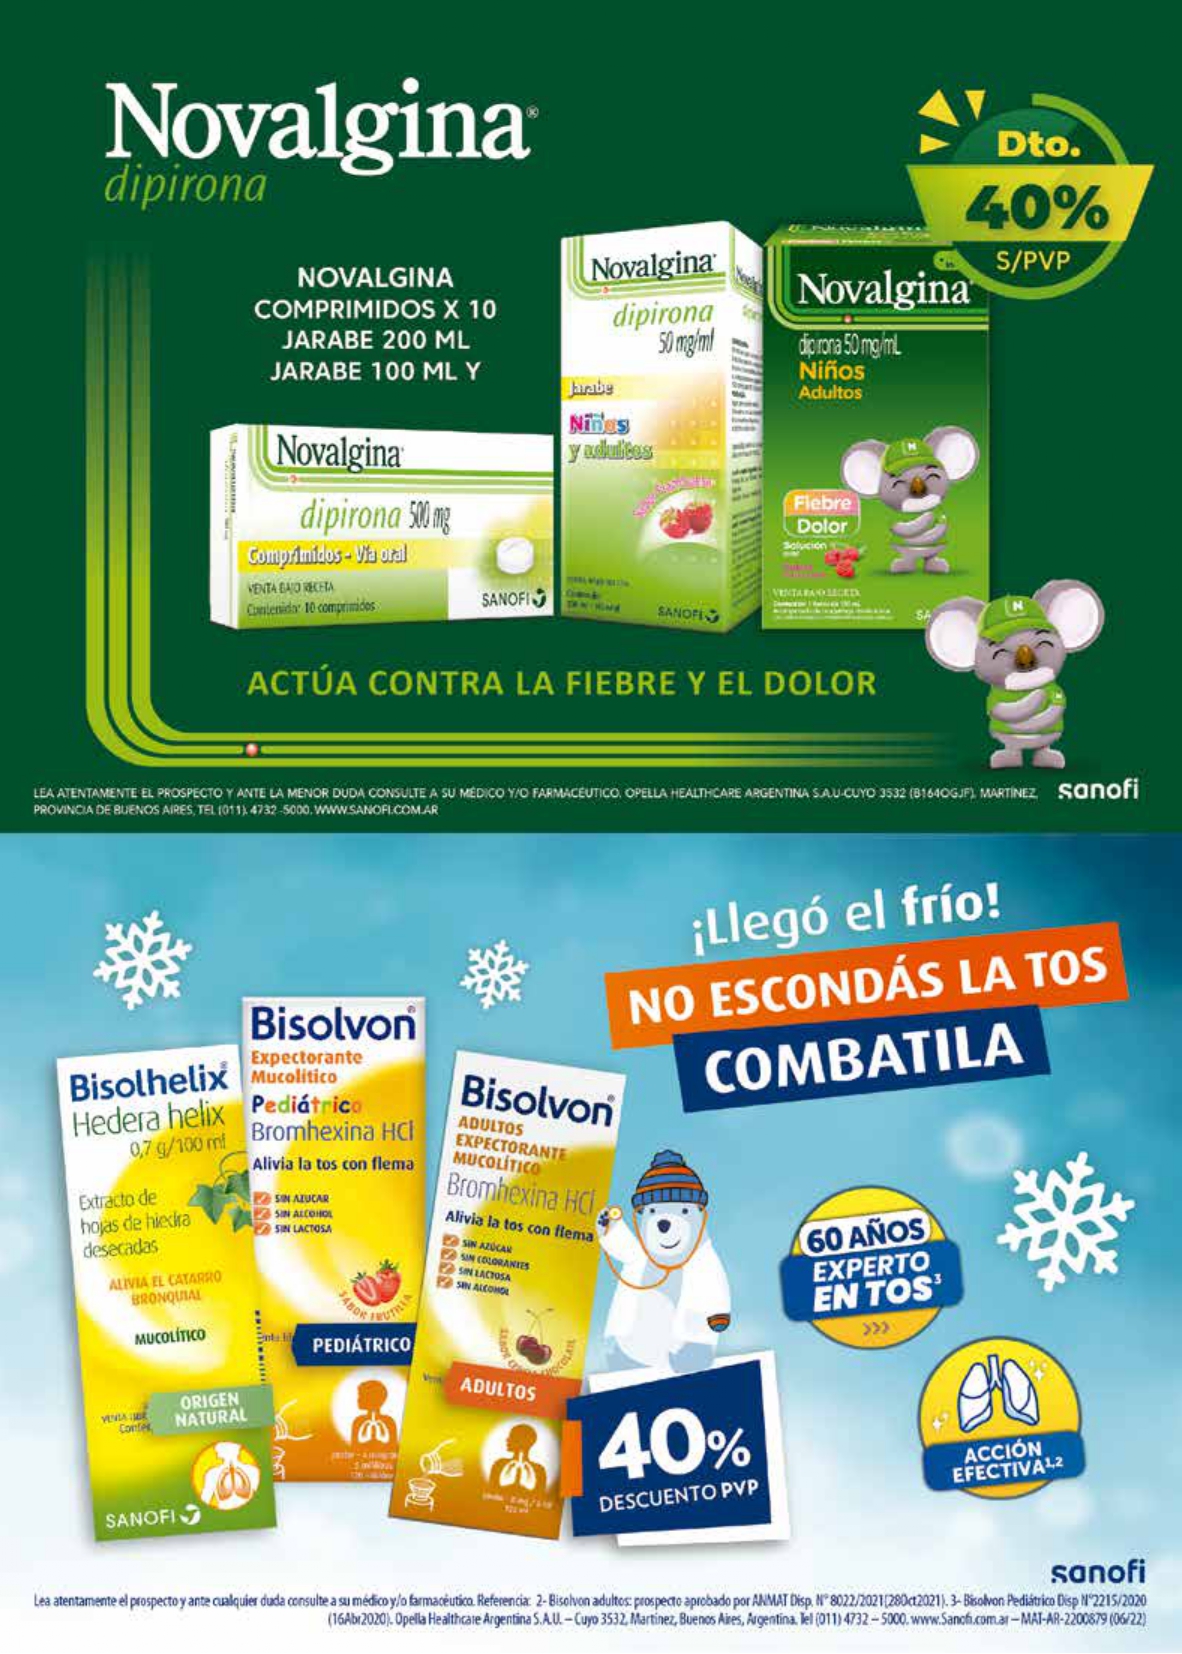 Novalgina®
dipirona
Dto.
40%
S/PVP
NOVALGINA
COMPRIMIDOS X 10
JARABE 200 ML
JARABE 100 ML Y
Novalgina
dipirona 500 mg
Comprimidos - Vía oral
VENTA BAJO RECETA
Contenido: 10 comprimidos
SANOFI
Novalgina
dipirona
50 mg/ml
Jarabe
Niños
y adultos
SANOFI
Novalgina
dipirona 50 mg/mL
Niños
Adultos
Fiebre
Dolor
Solución
VENTA BAJO RECETA
ACTÚA CONTRA LA FIEBRE Y EL DOLOR
LEA ATENTAMENTE EL PROSPECTO Y ANTE LA MENOR DUDA CONSULTE A SU MÉDICO Y/O FARMACÉUTICO. OPELLA HEALTHCARE ARGENTINA S.A.U-CUYO 3532 (B164OGJF), MARTÍNEZ,
PROVINCIA DE BUENOS AIRES, TEL (011) 4732-5000. WWW.SANOFI.COM.AR
sanofi
¡Llegó el frío!
NO ESCONDÁS LA TOS
COMBATILA
Bisolhelix®
Hedera helix
0,7 g/100 ml
Extracto de
hojas de hiedra
desecadas
ALIVIA EL CATARRO
BRONQUIAL
MUCOLÍTICO
ORIGEN
NATURAL
SANOFI
Bisolvon®
Expectorante
Mucolítico
Pediátrico
Bromhexina HCl
Alivia la tos con flema
SIN AZUCAR
SIN ALCOHOL
SIN LACTOSA
SABOR FRUTILLA
PEDIÁTRICO
Bisolvon®
ADULTOS
EXPECTORANTE
MUCOLÍTICO
Bromhexina HCl
Alivia la tos con flema
SIN AZÚCAR
SIN COLORANTES
SIN LACTOSA
SIN ALCOHOL
ADULTOS
60 AÑOS
EXPERTO
EN TOS³
>>>
ACCIÓN
EFECTIVA¹,²
40%
DESCUENTO PVP
sanofi
Lea atentamente el prospecto y ante cualquier duda consulte a su médico y/o farmacéutico. Referencia: 2- Bisolvon adultos: prospecto aprobado por ANMAT Disp. N° 8022/2021(28Oct2021). 3- Bisolvon Pediátrico Disp N°2215/2020
(16Abr2020). Opella Healthcare Argentina S.A.U. – Cuyo 3532, Martinez, Buenos Aires, Argentina. Tel (011) 4732 – 5000. www.Sanofi.com.ar – MAT-AR-2200879 (06/22)